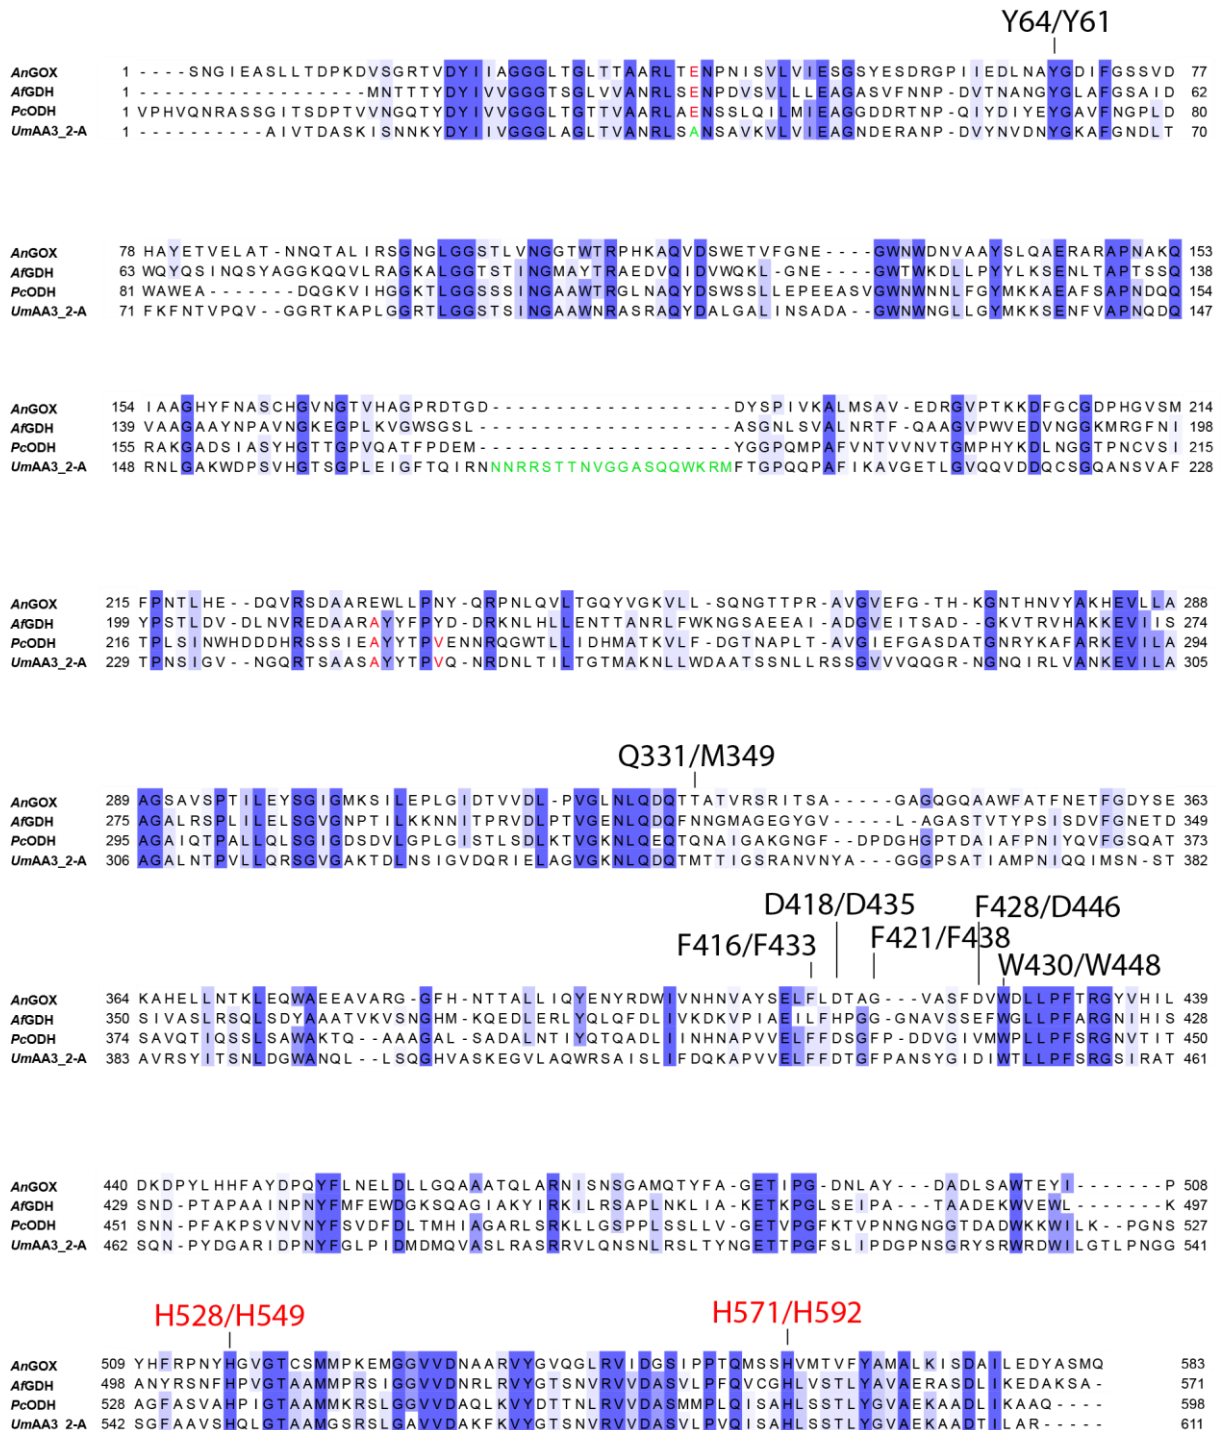 Y64/Y61
AnGOX 1 ----SNGIEASLLTDPKDVSGRTVDYIIAGGGLTGLTTAARLTENPNISVLVIESGSYESDRGPIIEDLNAYGDIFGSSVD 77
AfGDH 1 ------------------MNTTTYDYIVVGGGTSGLVVANRLSENPDVSVLLLEAGASVFNNP-DVTNANGYGLAFGSAID 62
PcODH 1 VPHVQNRASSGITSDPTVVNGQTYDYIIVGGGLTGTTVAARLAENSSLQILMIEAGGDDRTNP-QIYDIYEYGAVFNGPLD 80
UmAA3_2-A 1 ----------AIVTDASKISNNKYDYIIVGGGLAGLTVANRLSANSAVKVLVIEAGNDERANP-DVYNVDNYGKAFGNDLT 70
AnGOX 78 HAYETVELAT-NNQTALIRSGNGLGGSTLVNGGTWTRPHKAQVDSWETVFGNE----GWNWDNVAAYSLQAERARAPNAKQ 153
AfGDH 63 WQYQSINQSYAGGKQQVLRAGKALGGTSTINGMAYTRAEDVQIDVWQKL-GNE----GWTWKDLLPYYLKSENLTAPTSSQ 138
PcODH 81 WAWEA-------DQGKVIHGGKTLGGSSSINGAAWTRGLNAQYDSWSSLLEPEEASVGWNWNNLFGYMKKAEAFSAPNDQQ 154
UmAA3_2-A 71 FKFNTVPQV--GGRTKAPLGGRTLGGSTSINGAAWNRASRAQYDALGALINSADA--GWNWNGLLGYMKKSENFVAPNQDQ 147
AnGOX 154 IAAGHYFNASCHGVNGTVHAGPRDTGD-------------------DYSPIVKALMSAV-EDRGVPTKKDFGCGDPHGVSM 214
AfGDH 139 VAAGAAYNPAVNGKEGPLKVGWSGSL--------------------ASGNLSVALNRTF-QAAGVPWVEDVNGGKMRGFNI 198
PcODH 155 RAKGADSIASYHGTTGPVQATFPDEM--------------------YGGPQMPAFVNTVVNVTGMPHYKDLNGGTPNCVSI 215
UmAA3_2-A 148 RNLGAKWDPSVHGTSGPLEIGFTQIRNNNRRSTTNVGGASQQWKRMFTGPQQPAFIKAVGETLGVQQVDDQCSGQANSVAF 228
AnGOX 215 FPNTLHE--DQVRSDAAREWLLPNY-QRPNLQVLTGQYVGKVLL-SQNGTTPR-AVGVEFG-TH-KGNTHNVYAKHEVLLA 288
AfGDH 199 YPSTLDV-DLNVREDAARAYYFPYD-DRKNLHLLENTTANRLFWKNGSAEEAI-ADGVEITSAD--GKVTRVHAKKEVIIS 274
PcODH 216 TPLSINWHDDDHRSSSIEAYYTPVENNRQGWTLLIDHMATKVLF-DGTNAPLT-AVGIEFGASDATGNRYKAFARKEVILA 294
UmAA3_2-A 229 TPNSIGV--NGQRTSAASAYYTPVQ-NRDNLTILTGTMAKNLLWDAATSSNLLRSSGVVVQQGR-NGNQIRLVANKEVILA 305
Q331/M349
AnGOX 289 AGSAVSPTILEYSGIGMKSILEPLGIDTVVDL-PVGLNLQDQTTATVRSRITSA-----GAGQGQAAWFATFNETFGDYSE 363
AfGDH 275 AGALRSPLILELSGVGNPTILKKNNITPRVDLPTVGENLQDQFNNGMAGEGYGV------L-AGASTVTYPSISDVFGNETD 349
PcODH 295 AGAIQTPALLQLSGIGDSDVLGPLGISTLSDLKTVGKNLQEQTQNAIGAKGNGF--DPDGHGPTDAIAFPNIYQVFGSQAT 373
UmAA3_2-A 306 AGALNTPVLLQRSGVGAKTDLNSIGVDQRIELAGVGKNLQDQTMTTIGSRANVNYA---GGGPSATIAMPNIQQIMSN-ST 382
D418/D435 F428/D446
F416/F433 F421/F438
W430/W448
AnGOX 364 KAHELLNTKLEQWAEEAVARG-GFH-NTTALLIQYENYRDWIVNHNVAYSELFLDTAG---VASFDVWDLLPFTRGYVHIL 439
AfGDH 350 SIVASLRSQLSDYAAATVKVSNGHM-KQEDLERLYQLQFDLIVKDKVPIAEILFHPGG-GNAVSSEFWGLLPFARGNIHIS 428
PcODH 374 SAVQTIQSSLSAWAKTQ--AAAGAL-SADALNTIYQTQADLIINHNAPVVELFFDSGFP-DDVGIVMWPLLPFSRGNVTIT 450
UmAA3_2-A 383 AVRSYITSNLDGWANQL--LSQGHVASKEGVLAQWRSAISLIFDQKAPVVELFFDTGFPANSYGIDIWTLLPFSRGSIRAT 461
AnGOX 440 DKDPYLHHFAYDPQYFLNELDLLGQAAATQLARNISNSGAMQTYFA-GETIPG-DNLAY---DADLSAWTEYI-------P 508
AfGDH 429 SND-PTAPAAINPNYFMFEWDGKSQAGIAKYIRKILRSAPLNKLIA-KETKPGLSEIPA----TAADEKWVEWL------K 497
PcODH 451 SNN-PFAKPSVNVNYFSVDFDLTMHIAGARLSRKLLGSPPLSSLLV-GETVPGFKTVPNNGNGGTDADWKKWILK--PGNS 527
UmAA3_2-A 462 SQN-PYDGARIDPNYFGLPIDMDMQVASLRASRRVLQNSNLRSLTYNGETTPGFSLIPDGPNSGRYSRWRDWILGTLPNGG 541
H528/H549 H571/H592
AnGOX 509 YHFRPNYHGVGTCSMMPKEMGGVVDNAARVYGVQGLRVIDGSIPPTQMSSHVMTVFYAMALKISDAILEDYASMQ 583
AfGDH 498 ANYRSNFHPVGTAAMMPRSIGGVVDNRLRVYGTSNVRVVDASVLPFQVCGHLVSTLYAVAERASDLIKEDAKSA- 571
PcODH 528 AGFASVAHPIGTAAMMKRSLGGVVDAQLKVYDTTNLRVVDASMMPLQISAHLSSTLYGVAEKAADLIKAAQ---- 598
UmAA3_2-A 542 SGFAAVSHQLGTAAMGSRSLGAVVDAKFKVYGTSNVRVVDASVLPVQISAHLSSTLYGVAEKAADTILAR----- 611